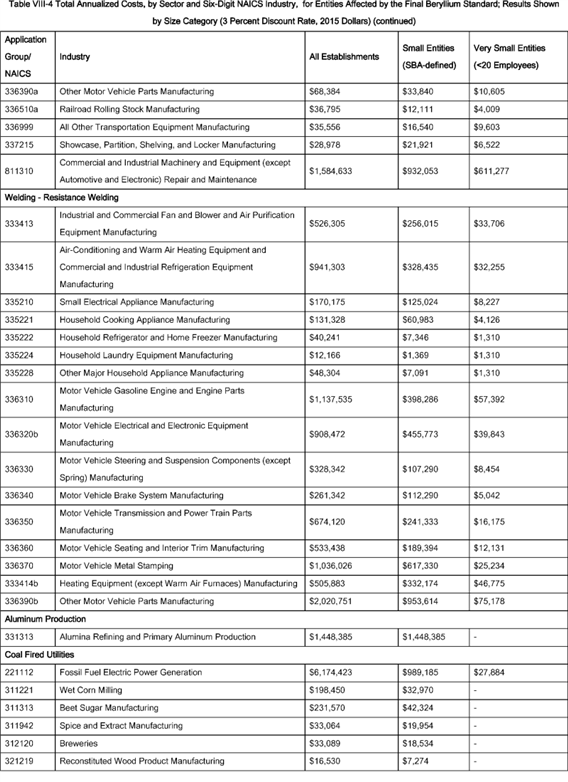 Table VIII-4 Total Annualized Costs, by Sector and Six-Digit NAICS Industry, for Entities Affected by the Final Beryllium Standard; Results Shown
by Size Category (3 Percent Discount Rate, 2015 Dollars) (continued)
Application Group/ NAICS | Industry | All Establishments | Small Entities (SBA-defined) | Very Small Entities (<20 Employees)
336390a Other Motor Vehicle Parts Manufacturing $68,384 $33,840 $10,605
336510a Railroad Rolling Stock Manufacturing $36,795 $12,111 $4,009
336999 All Other Transportation Equipment Manufacturing $35,556 $16,540 $9,603
337215 Showcase, Partition, Shelving, and Locker Manufacturing $28,978 $21,921 $6,522
811310 Commercial and Industrial Machinery and Equipment (except
Automotive and Electronic) Repair and Maintenance $1,584,633 $932,053 $611,277
Welding - Resistance Welding
333413 Industrial and Commercial Fan and Blower and Air Purification
Equipment Manufacturing $526,305 $256,015 $33,706
333415 Air-Conditioning and Warm Air Heating Equipment and
Commercial and Industrial Refrigeration Equipment
Manufacturing $941,303 $328,435 $32,255
335210 Small Electrical Appliance Manufacturing $170,175 $125,024 $8,227
335221 Household Cooking Appliance Manufacturing $131,328 $60,983 $4,126
335222 Household Refrigerator and Home Freezer Manufacturing $40,241 $7,346 $1,310
335224 Household Laundry Equipment Manufacturing $12,166 $1,369 $1,310
335228 Other Major Household Appliance Manufacturing $48,304 $7,091 $1,310
336310 Motor Vehicle Gasoline Engine and Engine Parts
Manufacturing $1,137,535 $398,286 $57,392
336320b Motor Vehicle Electrical and Electronic Equipment
Manufacturing $908,472 $455,773 $39,843
336330 Motor Vehicle Steering and Suspension Components (except
Spring) Manufacturing $328,342 $107,290 $8,454
336340 Motor Vehicle Brake System Manufacturing $261,342 $112,290 $5,042
336350 Motor Vehicle Transmission and Power Train Parts
Manufacturing $674,120 $241,333 $16,175
336360 Motor Vehicle Seating and Interior Trim Manufacturing $533,438 $189,394 $12,131
336370 Motor Vehicle Metal Stamping $1,036,026 $617,330 $25,234
333414b Heating Equipment (except Warm Air Furnaces) Manufacturing $505,883 $332,174 $46,775
336390b Other Motor Vehicle Parts Manufacturing $2,020,751 $953,614 $75,178
Aluminum Production
331313 Alumina Refining and Primary Aluminum Production $1,448,385 $1,448,385 -
Coal Fired Utilities
221112 Fossil Fuel Electric Power Generation $6,174,423 $989,185 $27,884
311221 Wet Corn Milling $198,450 $32,970 -
311313 Beet Sugar Manufacturing $231,570 $42,324 -
311942 Spice and Extract Manufacturing $33,064 $19,954 -
312120 Breweries $33,089 $18,534 -
321219 Reconstituted Wood Product Manufacturing $16,530 $7,274 -